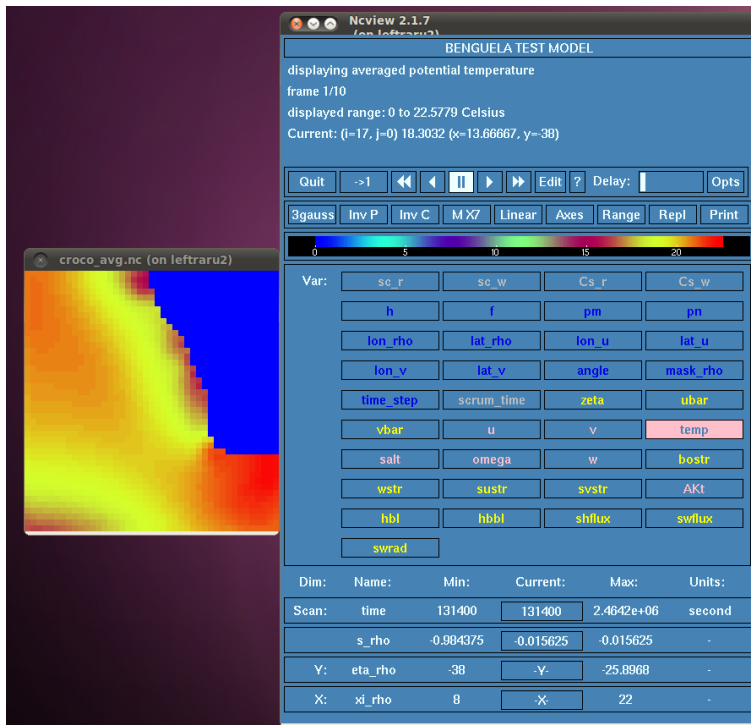 Ncview 2.1.7
(on leftraru2)
BENGUELA TEST MODEL
displaying averaged potential temperature
frame 1/10
displayed range: 0 to 22.5779 Celsius
Current: (i=17, j=0) 18.3032 (x=13.66667, y=-38)
Quit ->1 Edit ? Delay: Opts
3gauss Inv P Inv C M X7 Linear Axes Range Repl Print
0 5 10 15 20
croco_avg.nc (on leftraru2)
Var: sc_r sc_w Cs_r Cs_w
h f pm pn
lon_rho lat_rho lon_u lat_u
lon_v lat_v angle mask_rho
time_step scrum_time zeta ubar
vbar u v temp
salt omega w bostr
wstr sustr svstr AKt
hbl hbbl shflux swflux
swrad
Dim: Name: Min: Current: Max: Units:
Scan: time 131400 131400 2.4642e+06 second
s_rho -0.984375 -0.015625 -0.015625 -
Y: eta_rho -38 -Y- -25.8968 -
X: xi_rho 8 -X- 22 -